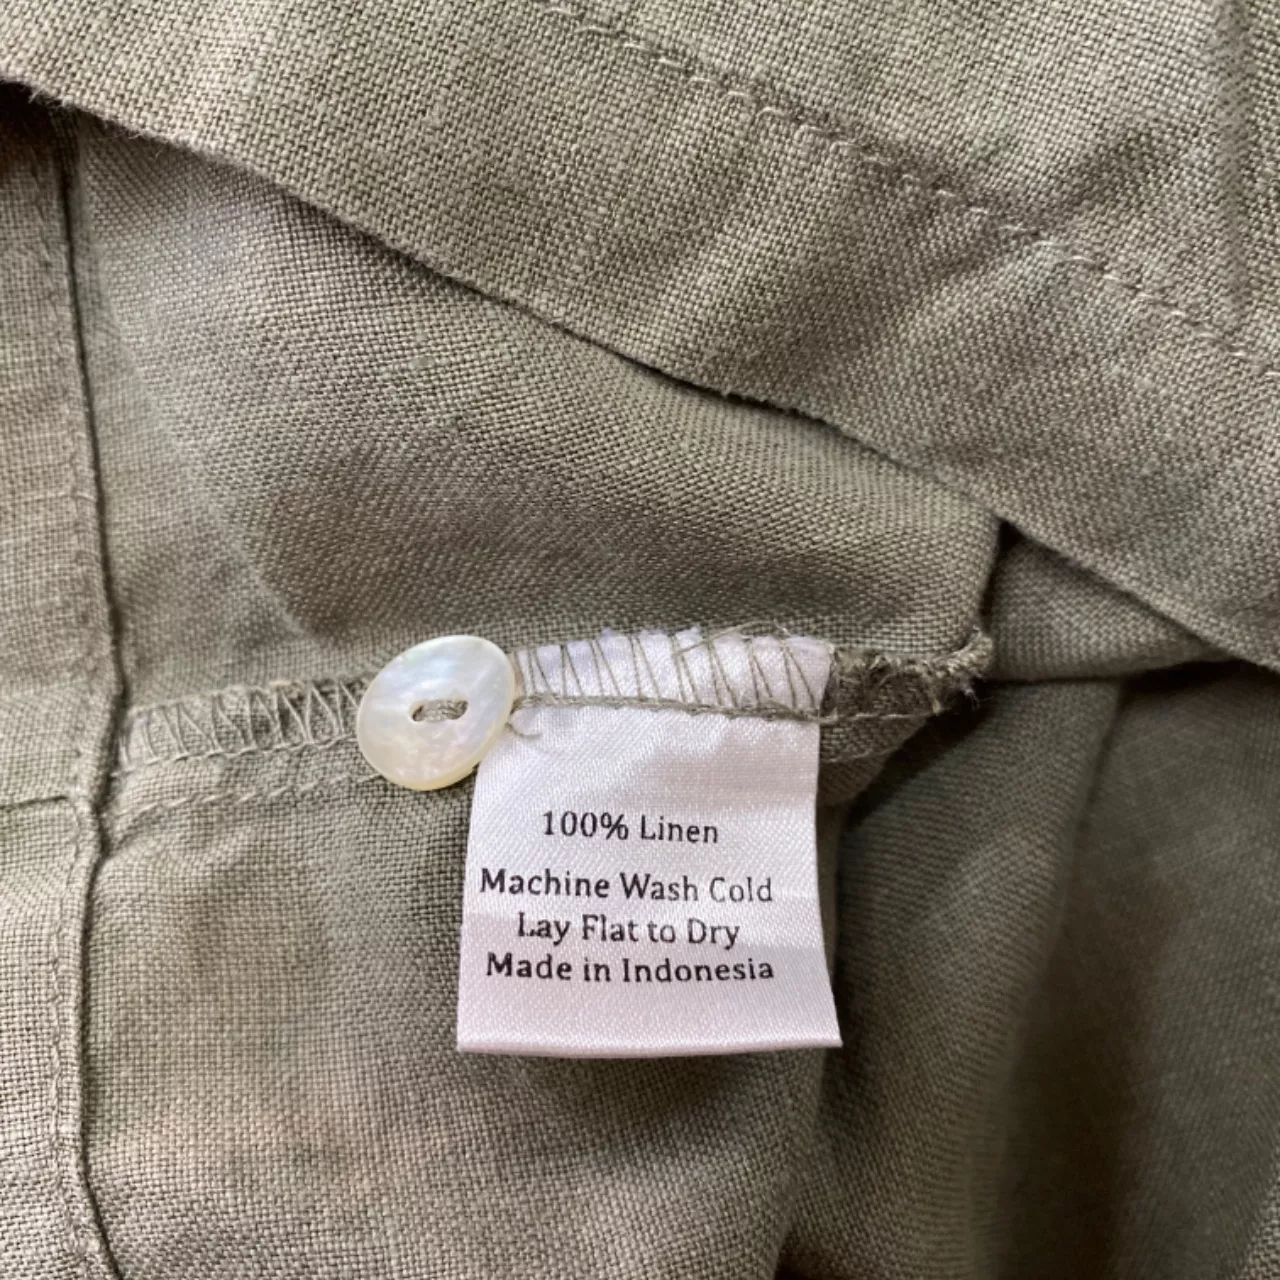 100% Linen
Machine Wash Cold
Lay Flat to Dry
Made in Indonesia